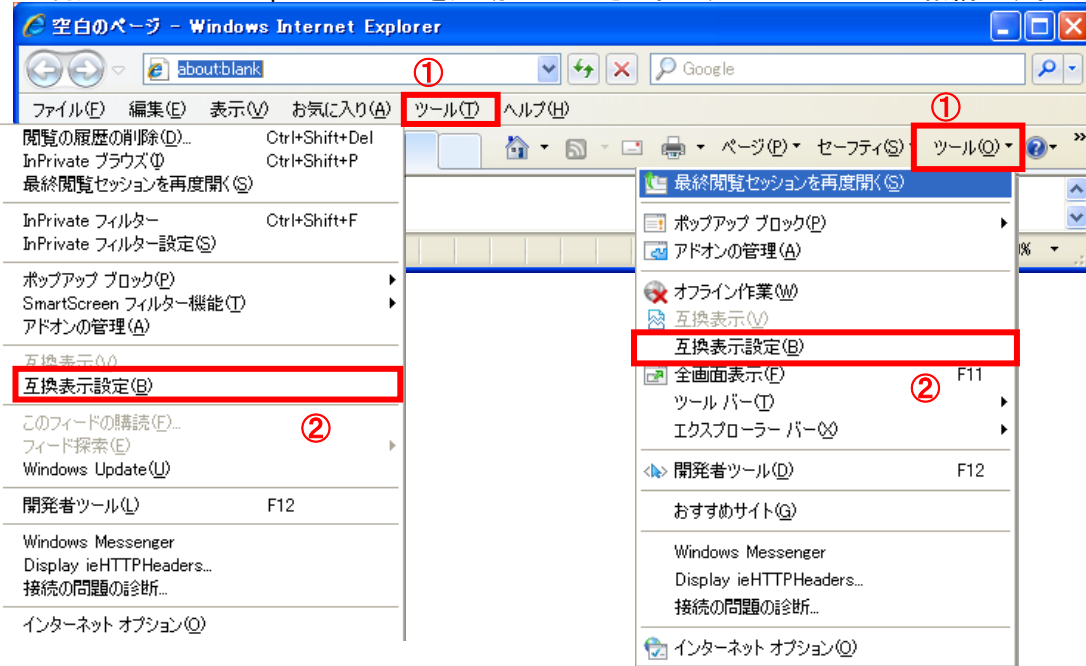 空白のページ - Windows Internet Explorer
about:blank
①
Google
ファイル(F) 編集(E) 表示(V) お気に入り(A) ツール(T) ヘルプ(H)
①
ページ(P) セーフティ(S) ツール(O) »
閲覧の履歴の削除(D)... Ctrl+Shift+Del
InPrivate ブラウズ(I) Ctrl+Shift+P
最終閲覧セッションを再度開く(S)
InPrivate フィルター Ctrl+Shift+F
InPrivate フィルター設定(S)
ポップアップ ブロック(P)
SmartScreen フィルター機能(T)
アドオンの管理(A)
互換表示(V)
互換表示設定(B)
②
このフィードの購読(F)...
フィード探索(E)
Windows Update(U)
開発者ツール(L) F12
Windows Messenger
Display ieHTTPHeaders...
接続の問題の診断...
インターネット オプション(O)
最終閲覧セッションを再度開く(S)
ポップアップ ブロック(P)
アドオンの管理(A)
%
オフライン作業(W)
互換表示(V)
互換表示設定(B)
全画面表示(F) F11
②
ツール バー(T)
エクスプローラー バー(X)
開発者ツール(D) F12
おすすめサイト(G)
Windows Messenger
Display ieHTTPHeaders...
接続の問題の診断...
インターネット オプション(O)